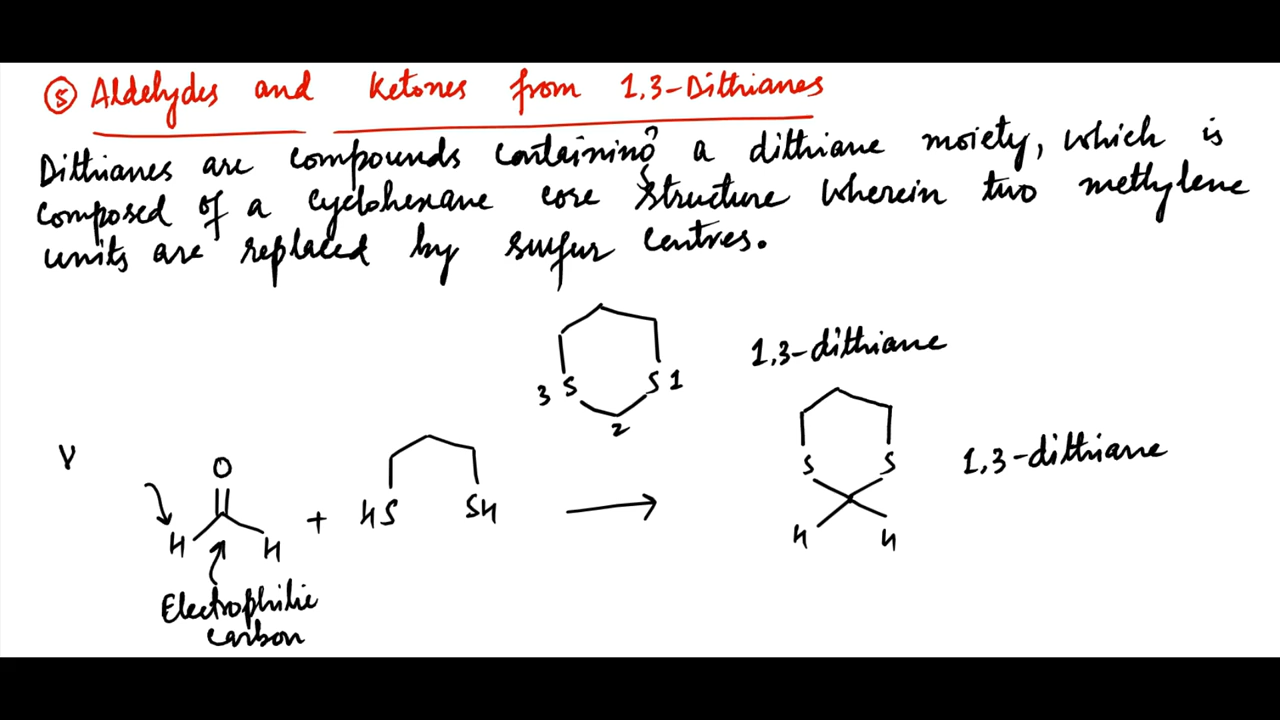 ⑤ Aldehydes and Ketones from 1,3-Dithianes
Dithianes are compounds containing a dithiane moiety, which is
composed of a cyclohexane core structure wherein two methylene
units are replaced by sulfur centres.
1,3-dithiane
3 S S 1
2
1,3-dithiane
O
S S
H H + HS SH
H H
Electrophilic
carbon